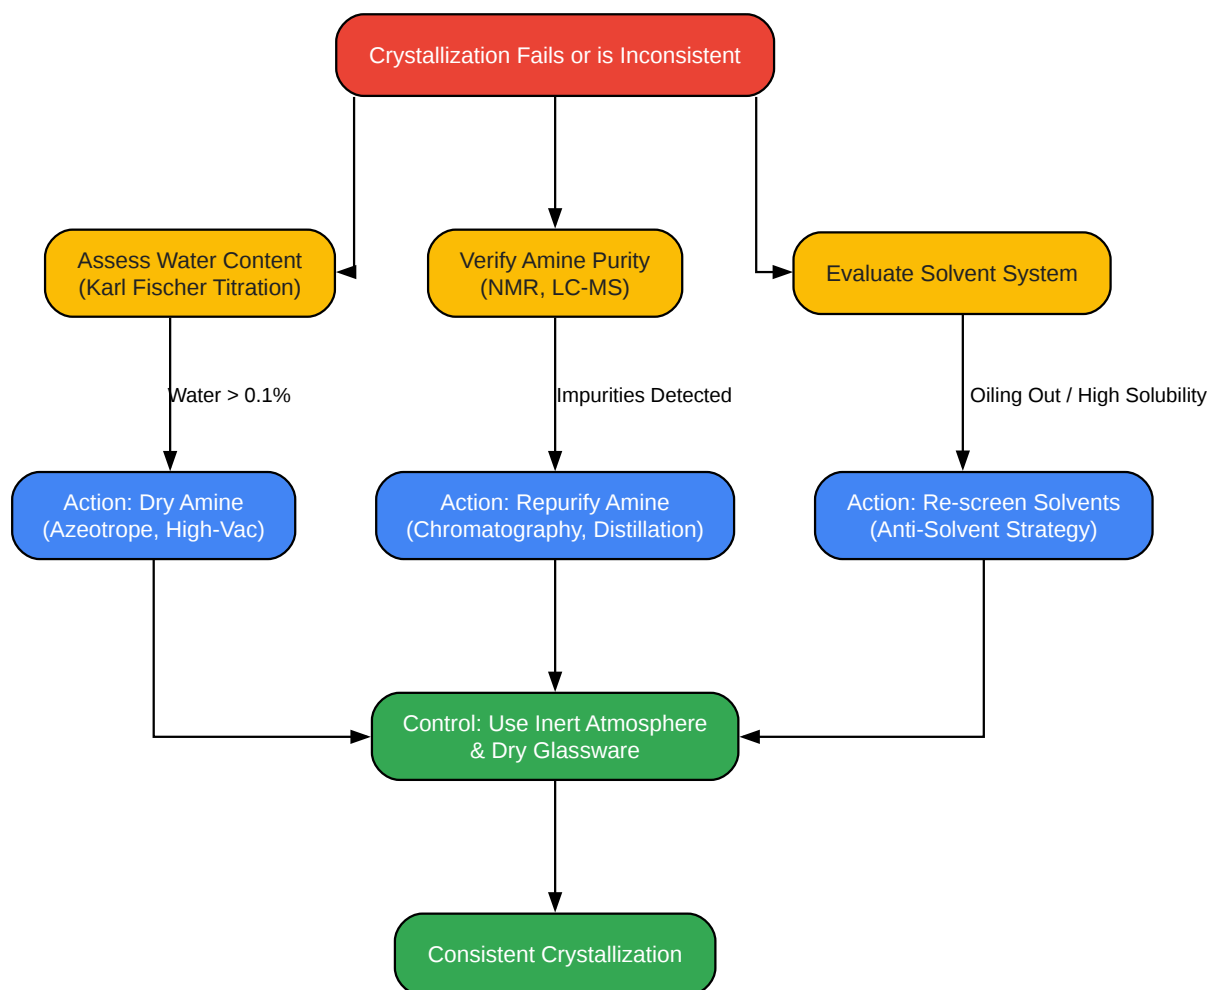 Crystallization Fails or is Inconsistent
Assess Water Content
(Karl Fischer Titration)
Verify Amine Purity
(NMR, LC-MS)
Evaluate Solvent System
Water > 0.1%
Impurities Detected
Oiling Out / High Solubility
Action: Dry Amine
(Azeotrope, High-Vac)
Action: Repurify Amine
(Chromatography, Distillation)
Action: Re-screen Solvents
(Anti-Solvent Strategy)
Control: Use Inert Atmosphere
& Dry Glassware
Consistent Crystallization